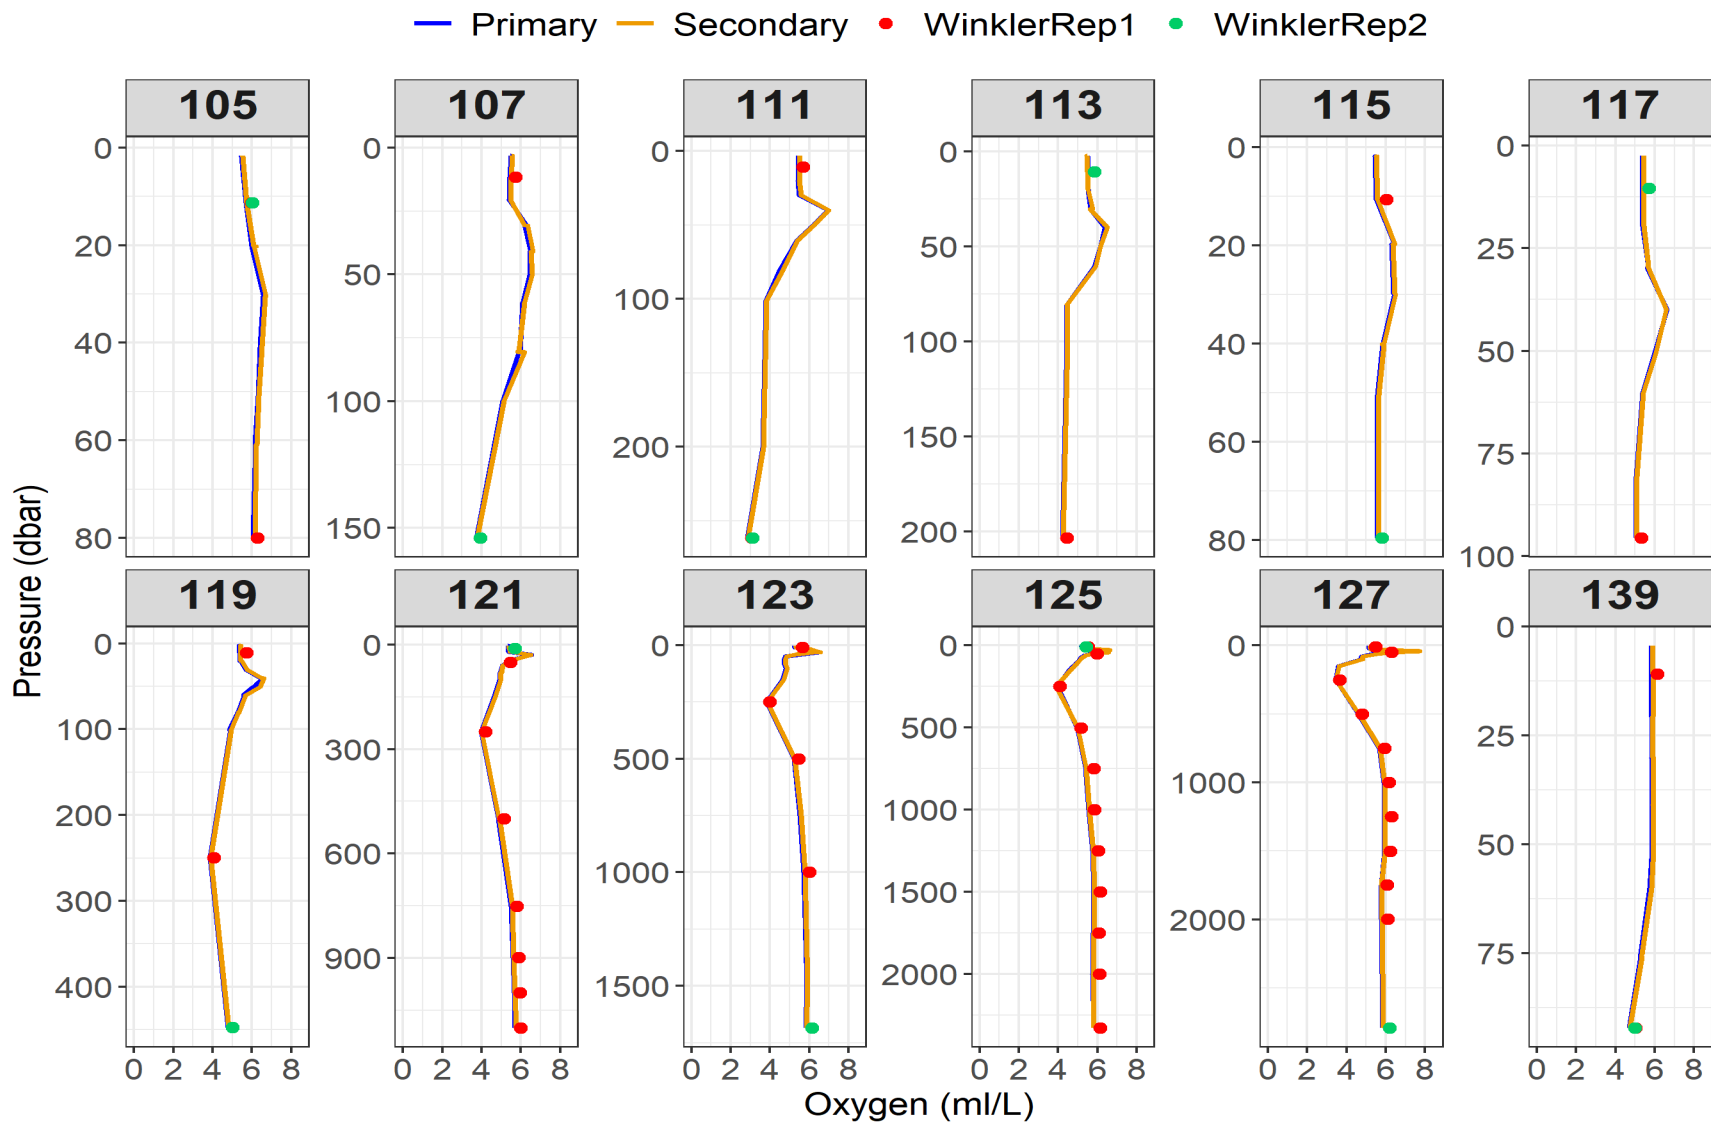 Primary Secondary WinklerRep1 WinklerRep2
105 107 111 113 115 117
0 20 40 60 80
0 50 100 150
0 100 200
0 50 100 150 200
0 20 40 60 80
0 25 50 75 100
Pressure (dbar)
119 121 123 125 127 139
0 100 200 300 400
0 300 600 900
0 500 1000 1500
0 500 1000 1500 2000
0 1000 2000
0 25 50 75
0 2 4 6 8 0 2 4 6 8 0 2 4 6 8 0 2 4 6 8 0 2 4 6 8 0 2 4 6 8
Oxygen (ml/L)